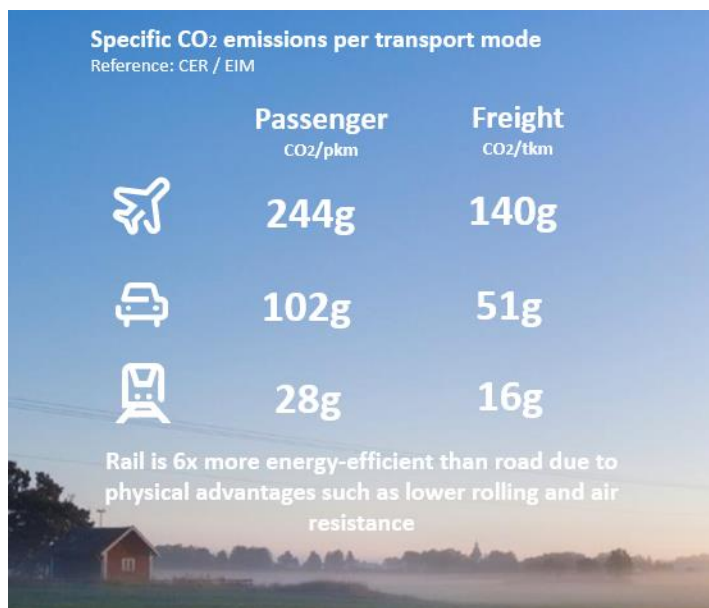 Specific CO2 emissions per transport mode
Reference: CER / EIM
Passenger Freight
CO2/pkm CO2/tkm
244g 140g
102g 51g
28g 16g
Rail is 6x more energy-efficient than road due to
physical advantages such as lower rolling and air
resistance